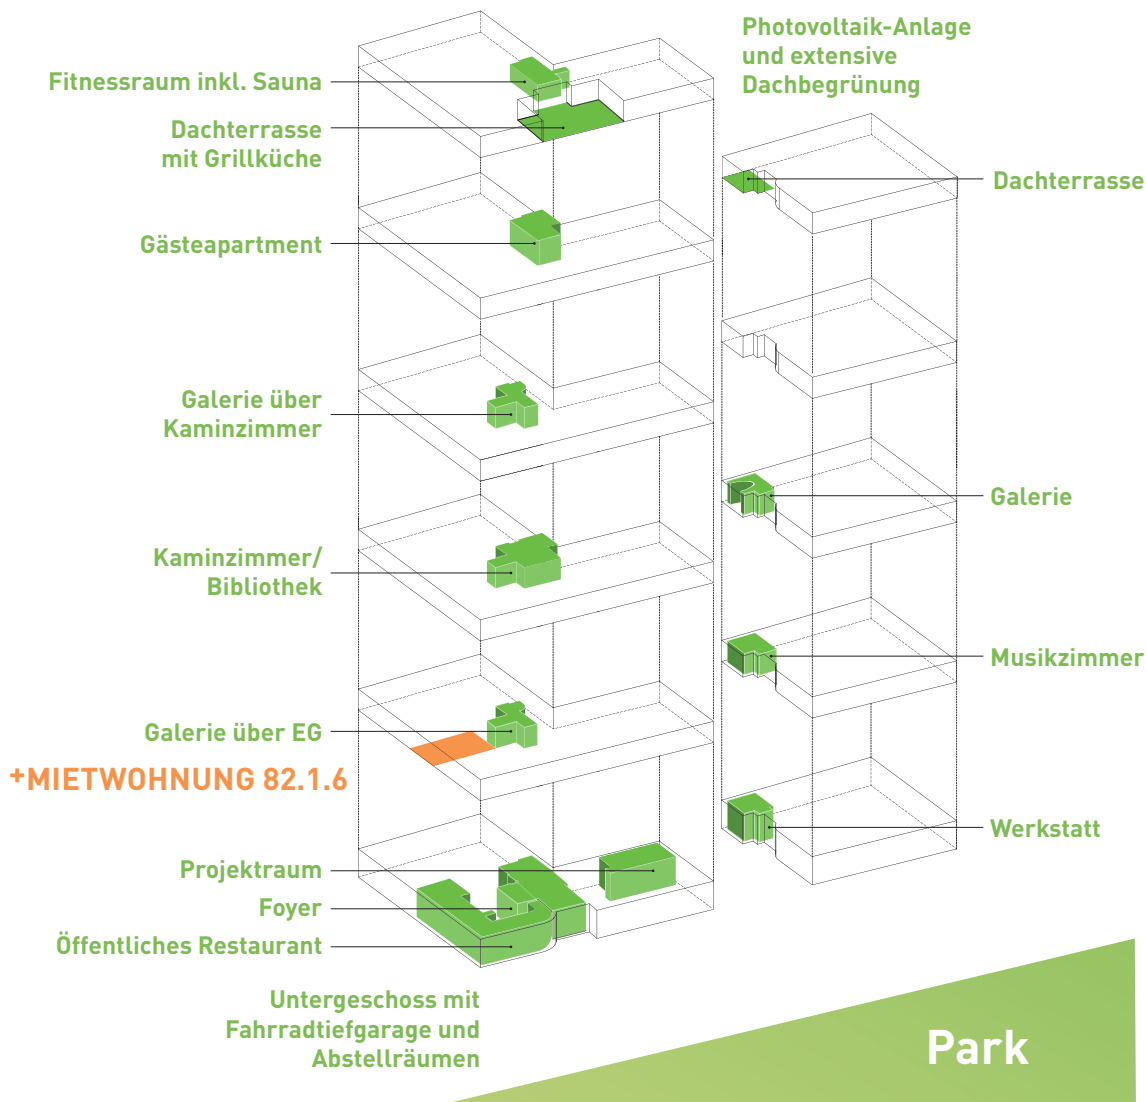 Photovoltaik-Anlage
und extensive
Dachbegrünung
Fitnessraum inkl. Sauna
Dachterrasse
mit Grillküche
Dachterrasse
Gästeapartment
Galerie über
Kaminzimmer
Galerie
Kaminzimmer/
Bibliothek
Musikzimmer
Galerie über EG
+MIETWOHNUNG 82.1.6
Werkstatt
Projektraum
Foyer
Öffentliches Restaurant
Untergeschoss mit
Fahrradtiefgarage und
Abstellräumen
Park